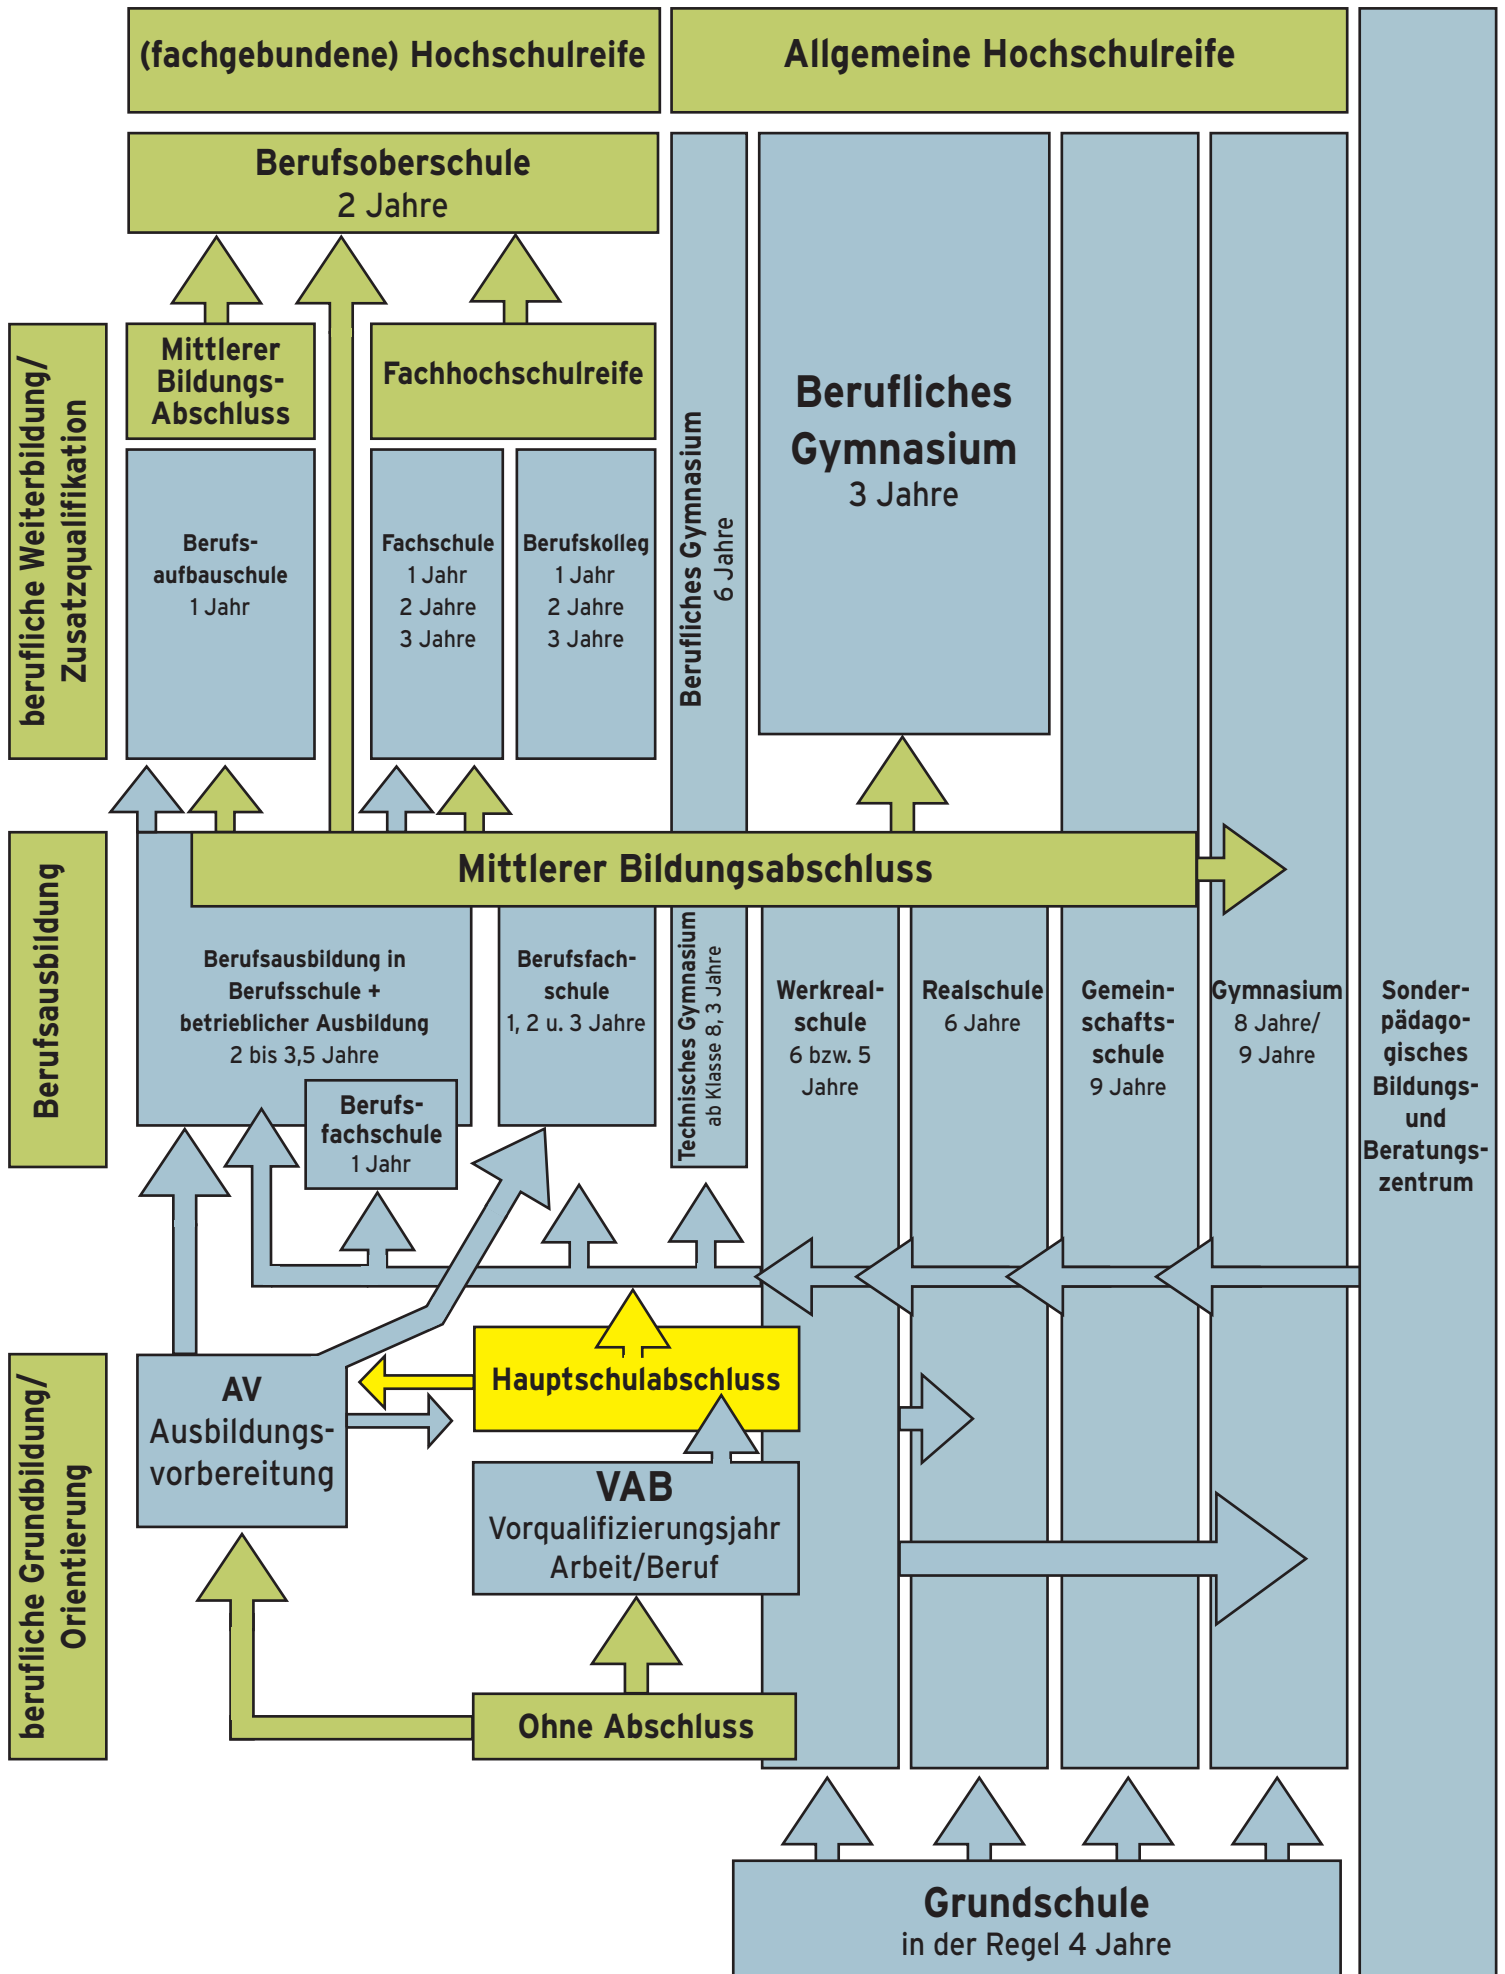 (fachgebundene) Hochschulreife
Allgemeine Hochschulreife
Berufsoberschule
2 Jahre
berufliche Weiterbildung/
Zusatzqualifikation
Mittlerer
Bildungs-
Abschluss
Fachhochschulreife
Berufs-
aufbauschule
1 Jahr
Fachschule
1 Jahr
2 Jahre
3 Jahre
Berufskolleg
1 Jahr
2 Jahre
3 Jahre
Berufliches Gymnasium
6 Jahre
Berufliches
Gymnasium
3 Jahre
Berufsausbildung
Mittlerer Bildungsabschluss
Berufsausbildung in
Berufsschule +
betrieblicher Ausbildung
2 bis 3,5 Jahre
Berufs-
fachschule
1 Jahr
Berufsfach-
schule
1, 2 u. 3 Jahre
Technisches Gymnasium
ab Klasse 8, 3 Jahre
Werkreal-
schule
6 bzw. 5
Jahre
Realschule
6 Jahre
Gemein-
schafts-
schule
9 Jahre
Gymnasium
8 Jahre/
9 Jahre
Sonder-
pädago-
gisches
Bildungs-
und
Beratungs-
zentrum
berufliche Grundbildung/
Orientierung
AV
Ausbildungs-
vorbereitung
Hauptschulabschluss
VAB
Vorqualifizierungsjahr
Arbeit/Beruf
Ohne Abschluss
Grundschule
in der Regel 4 Jahre